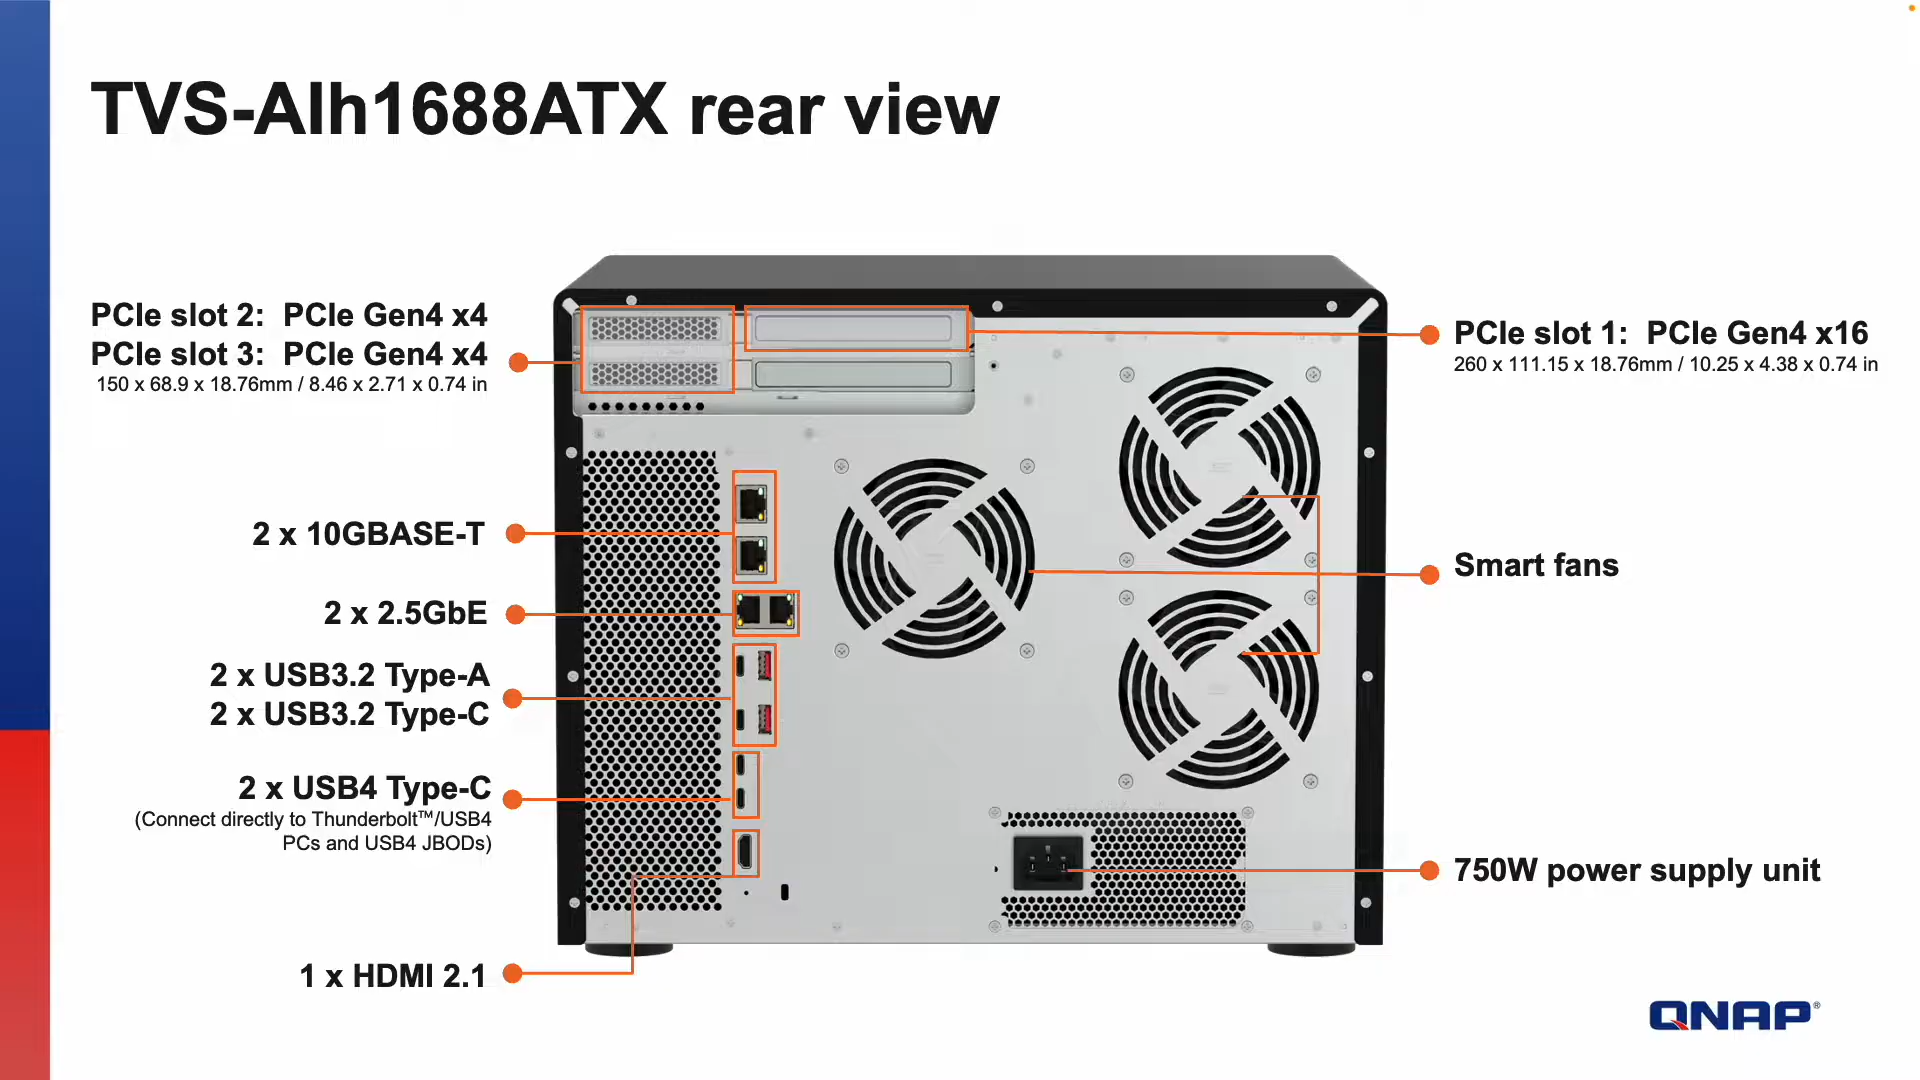 TVS-AIh1688ATX rear view
PCIe slot 2: PCIe Gen4 x4
PCIe slot 3: PCIe Gen4 x4
150 x 68.9 x 18.76mm / 8.46 x 2.71 x 0.74 in
PCIe slot 1: PCIe Gen4 x16
260 x 111.15 x 18.76mm / 10.25 x 4.38 x 0.74 in
2 x 10GBASE-T
2 x 2.5GbE
2 x USB3.2 Type-A
2 x USB3.2 Type-C
2 x USB4 Type-C
(Connect directly to Thunderbolt™/USB4
PCs and USB4 JBODs)
1 x HDMI 2.1
Smart fans
750W power supply unit
QNAP®